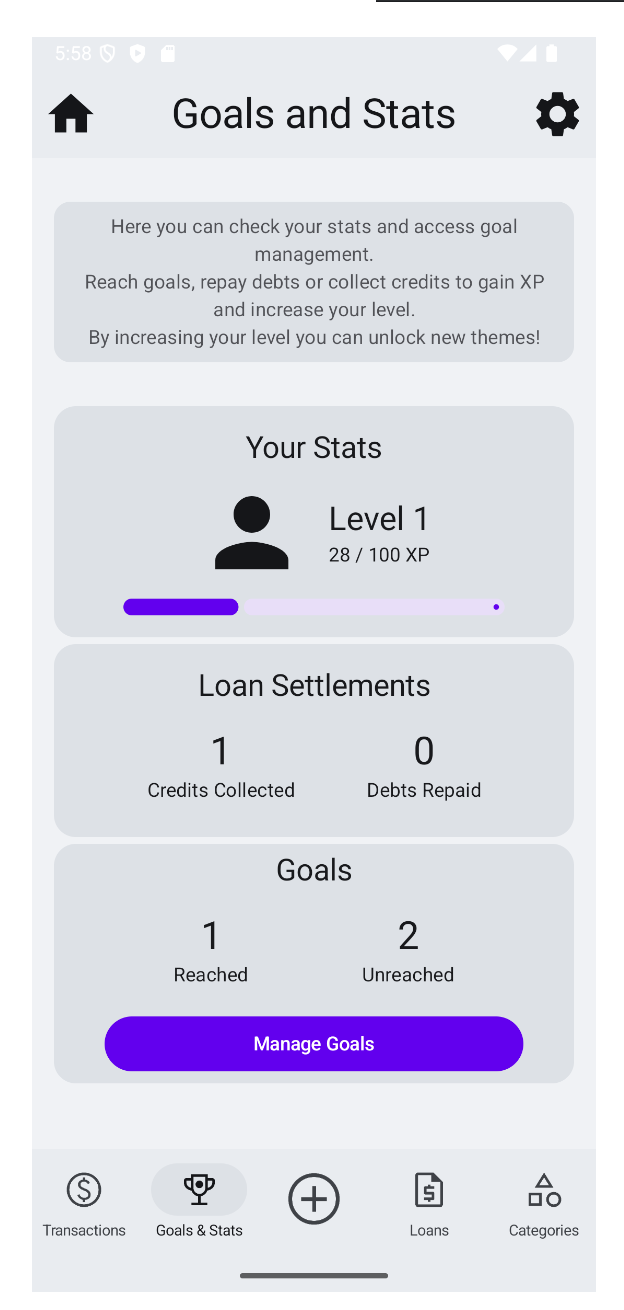 5:58
Goals and Stats
Here you can check your stats and access goal
management.
Reach goals, repay debts or collect credits to gain XP
and increase your level.
By increasing your level you can unlock new themes!
Your Stats
Level 1
28 / 100 XP
Loan Settlements
1 0
Credits Collected Debts Repaid
Goals
1 2
Reached Unreached
Manage Goals
Transactions Goals & Stats Loans Categories